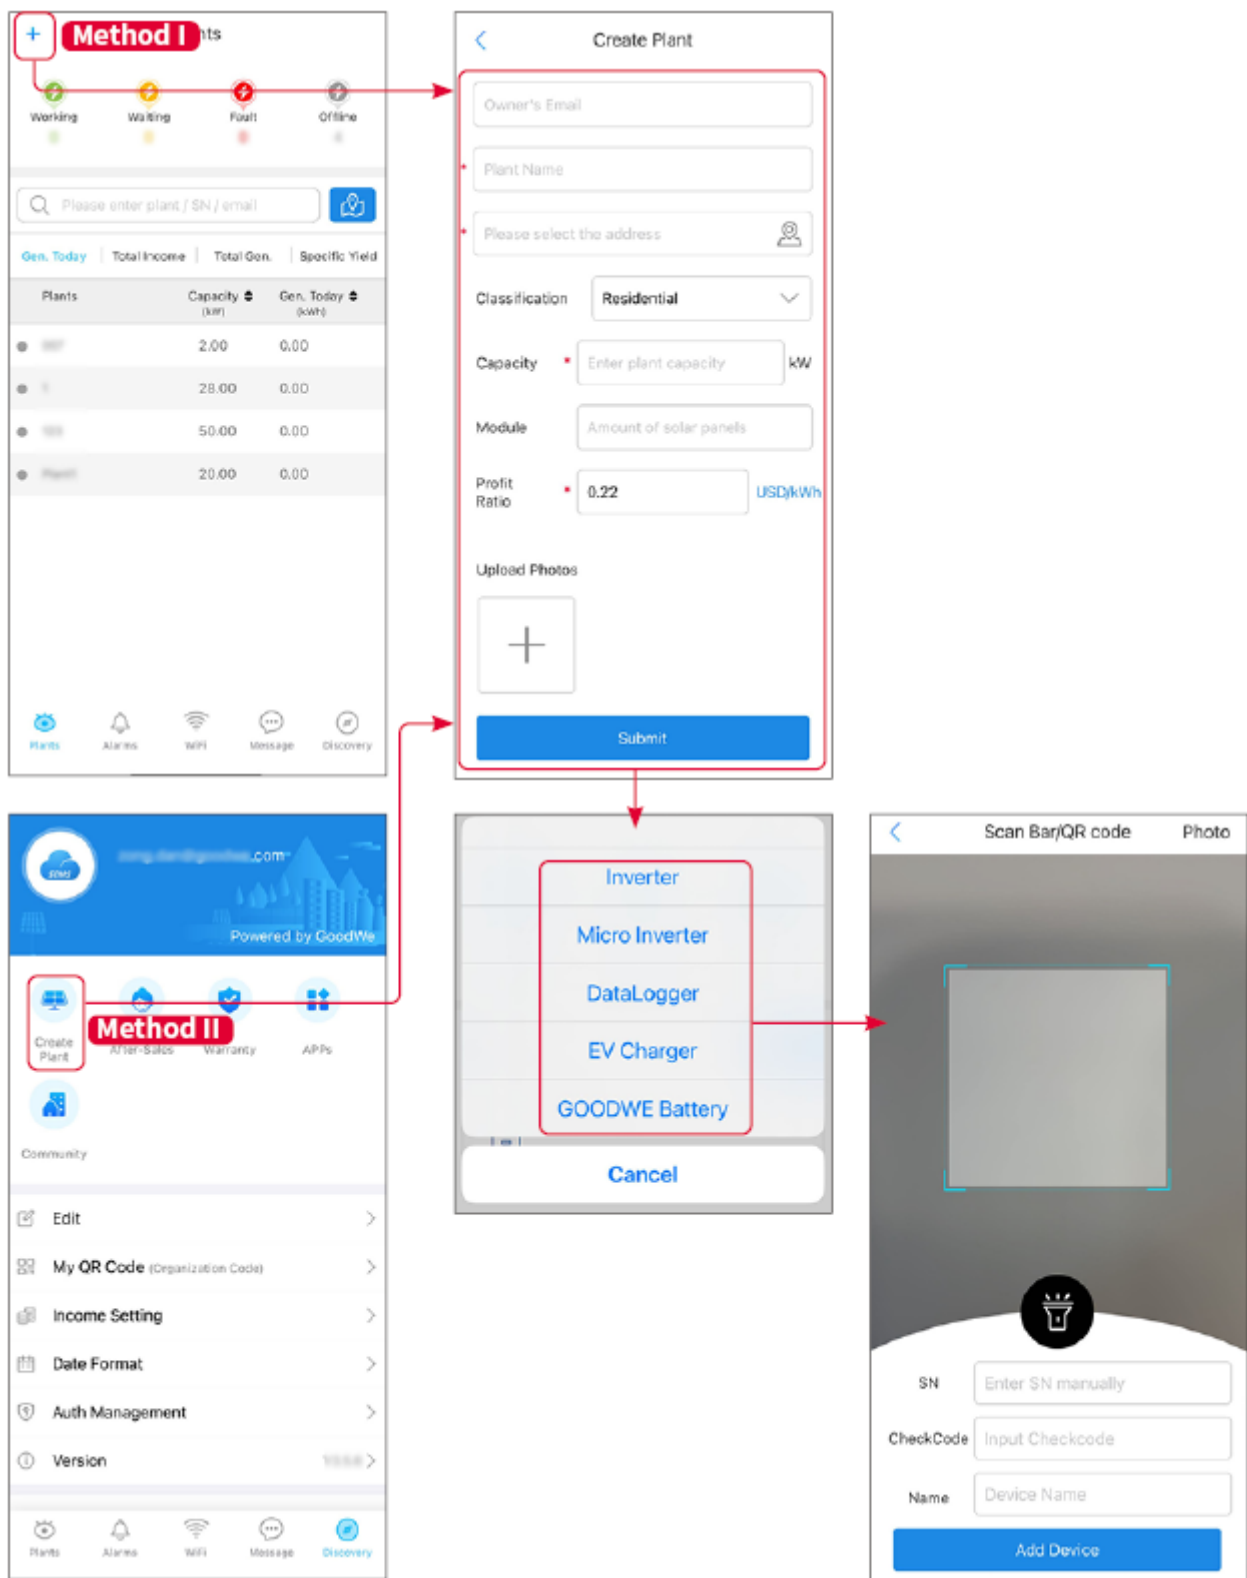 + Method I nts
Working Waiting Fault Offline
Please enter plant / SN / email
Gen. Today Total Income Total Gen. Specific Yield
Plants Capacity Gen. Today
(kW) (kWh)
2.00 0.00
1 28.00 0.00
50.00 0.00
20.00 0.00
Plants Alarms WiFi Message Discovery
Create Plant
Owner's Email
* Plant Name
* Please select the address
Classification Residential
Capacity * Enter plant capacity kW
Module Amount of solar panels
Profit
Ratio * 0.22 USD/kWh
Upload Photos
Submit
SEMS
.com
Powered by GoodWe
Method II
Create
Plant
After-Sales Warranty APPs
Community
Edit
My QR Code (Organization Code)
Income Setting
Date Format
Auth Management
Version
Plants Alarms WiFi Message Discovery
Inverter
Micro Inverter
DataLogger
EV Charger
GOODWE Battery
Cancel
Scan Bar/QR code Photo
SN Enter SN manually
CheckCode Input Checkcode
Name Device Name
Add Device